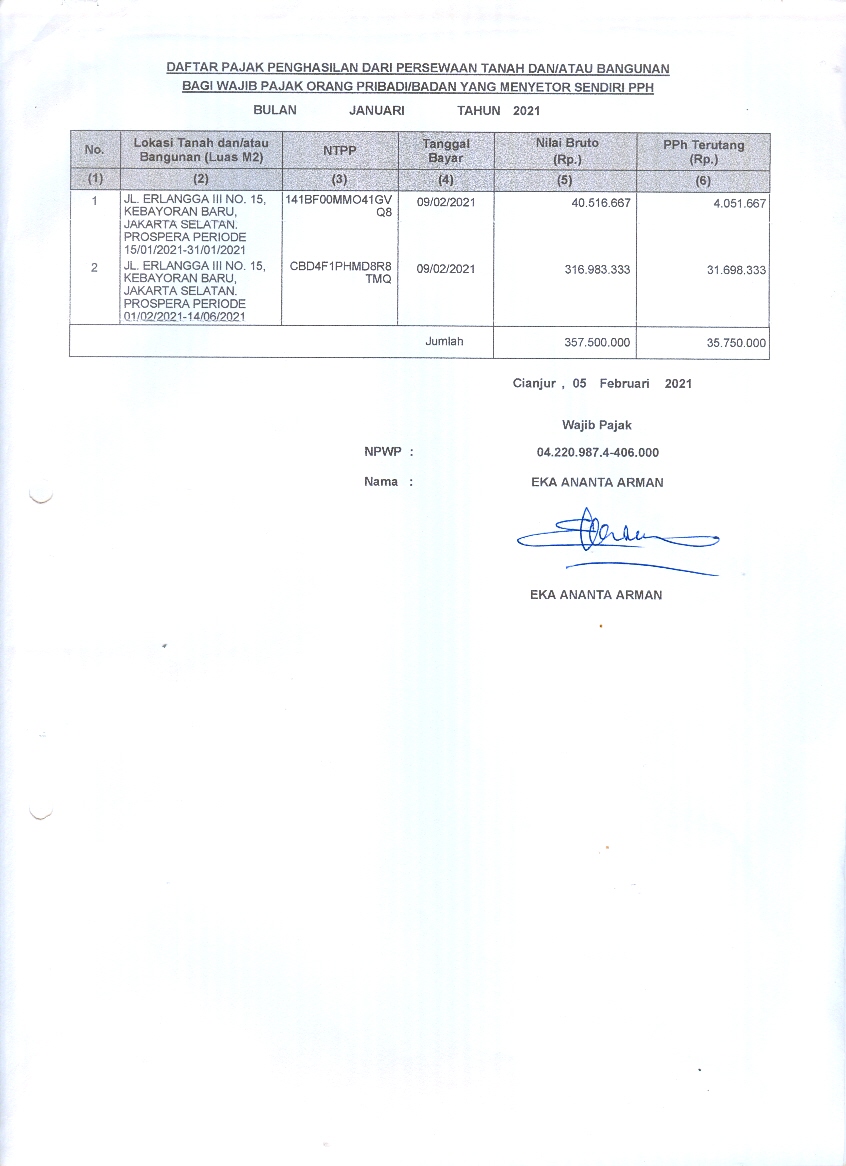 DAFTAR PAJAK PENGHASILAN DARI PERSEWAAN TANAH DAN/ATAU BANGUNAN
BAGI WAJIB PAJAK ORANG PRIBADI/BADAN YANG MENYETOR SENDIRI PPH
BULAN JANUARI TAHUN 2021
No. Lokasi Tanah dan/atau Bangunan (Luas M2) NTPP Tanggal Bayar Nilai Bruto (Rp.) PPh Terutang (Rp.)
(1) (2) (3) (4) (5) (6)
1 JL. ERLANGGA III NO. 15, 141BF00MMO41GV 09/02/2021 40.516.667 4.051.667
KEBAYORAN BARU, Q8
JAKARTA SELATAN.
PROSPERA PERIODE
15/01/2021-31/01/2021
2 JL. ERLANGGA III NO. 15, CBD4F1PHMD8R8 09/02/2021 316.983.333 31.698.333
KEBAYORAN BARU, TMQ
JAKARTA SELATAN.
PROSPERA PERIODE
01/02/2021-14/06/2021
Jumlah 357.500.000 35.750.000
Cianjur , 05 Februari 2021
Wajib Pajak
NPWP : 04.220.987.4-406.000
Nama : EKA ANANTA ARMAN
EKA ANANTA ARMAN